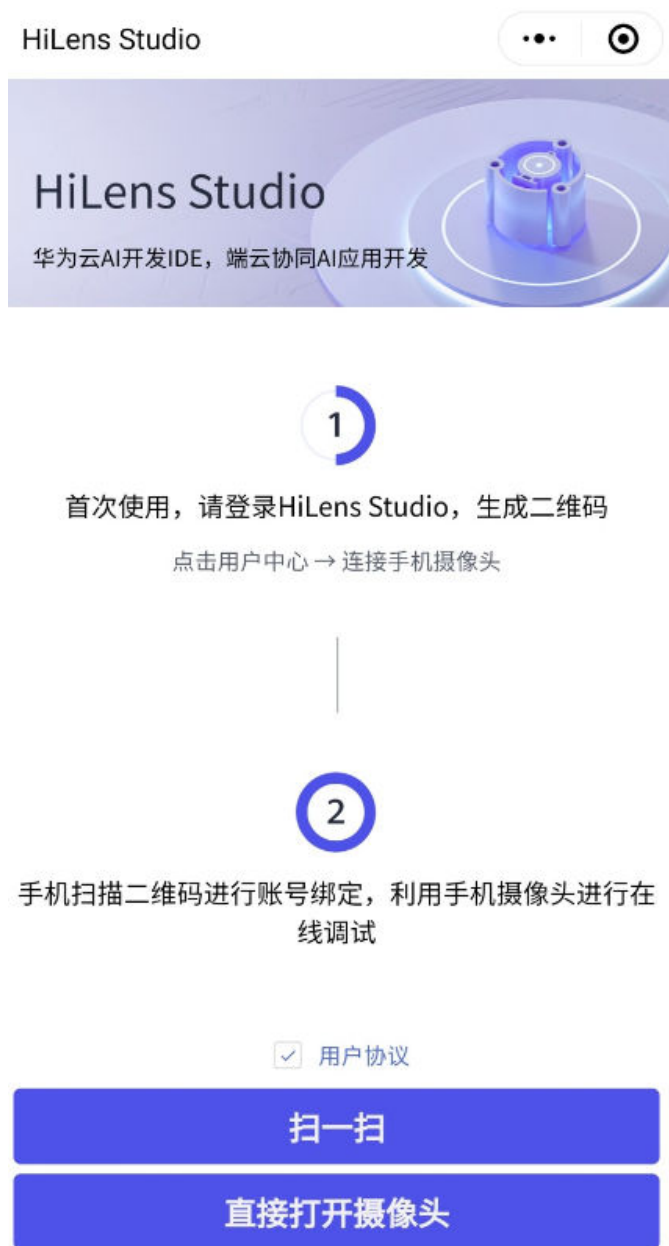 HiLens Studio
HiLens Studio
华为云AI开发IDE，端云协同AI应用开发
1
首次使用，请登录HiLens Studio，生成二维码
点击用户中心→连接手机摄像头
2
手机扫描二维码进行账号绑定，利用手机摄像头进行在
线调试
用户协议
扫一扫
直接打开摄像头